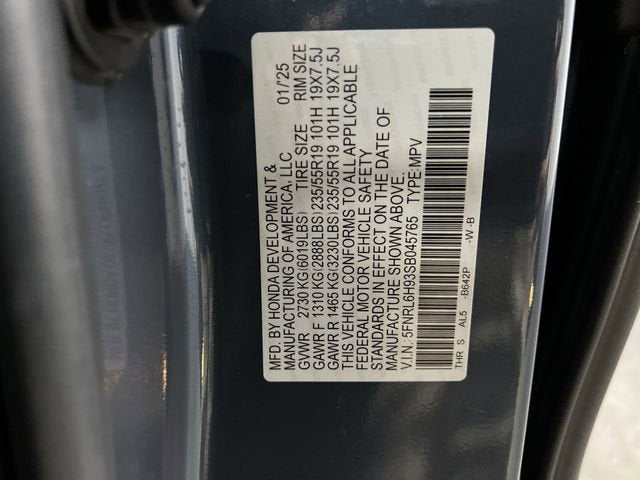 MFD. BY HONDA DEVELOPMENT &
MANUFACTURING OF AMERICA, LLC 01/'25
GVWR 2730 KG(6019LBS) TIRE SIZE RIM SIZE
GAWR F 1310 KG(2888LBS) 235/55R19 101H 19X7.5J
GAWR R 1465 KG(3230LBS) 235/55R19 101H 19X7.5J
THIS VEHICLE CONFORMS TO ALL APPLICABLE
FEDERAL MOTOR VEHICLE SAFETY
STANDARDS IN EFFECT ON THE DATE OF
MANUFACTURE SHOWN ABOVE.
V.I.N.: 5FNRL6H93SB045765 TYPE:MPV
THR S AL5 -B642P -W -B